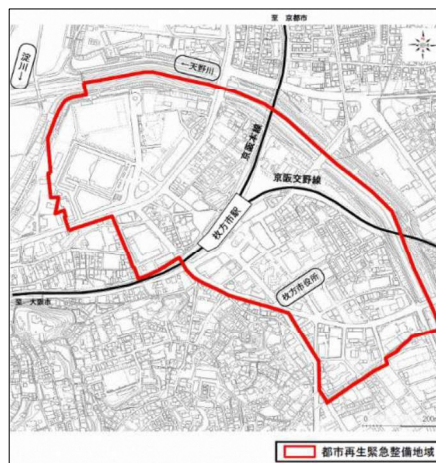 至 京都市
淀川→
←天野川
京阪本線
京阪交野線
枚方市駅
枚方市役所
至 大阪市
0
200
都市再生緊急整備地域